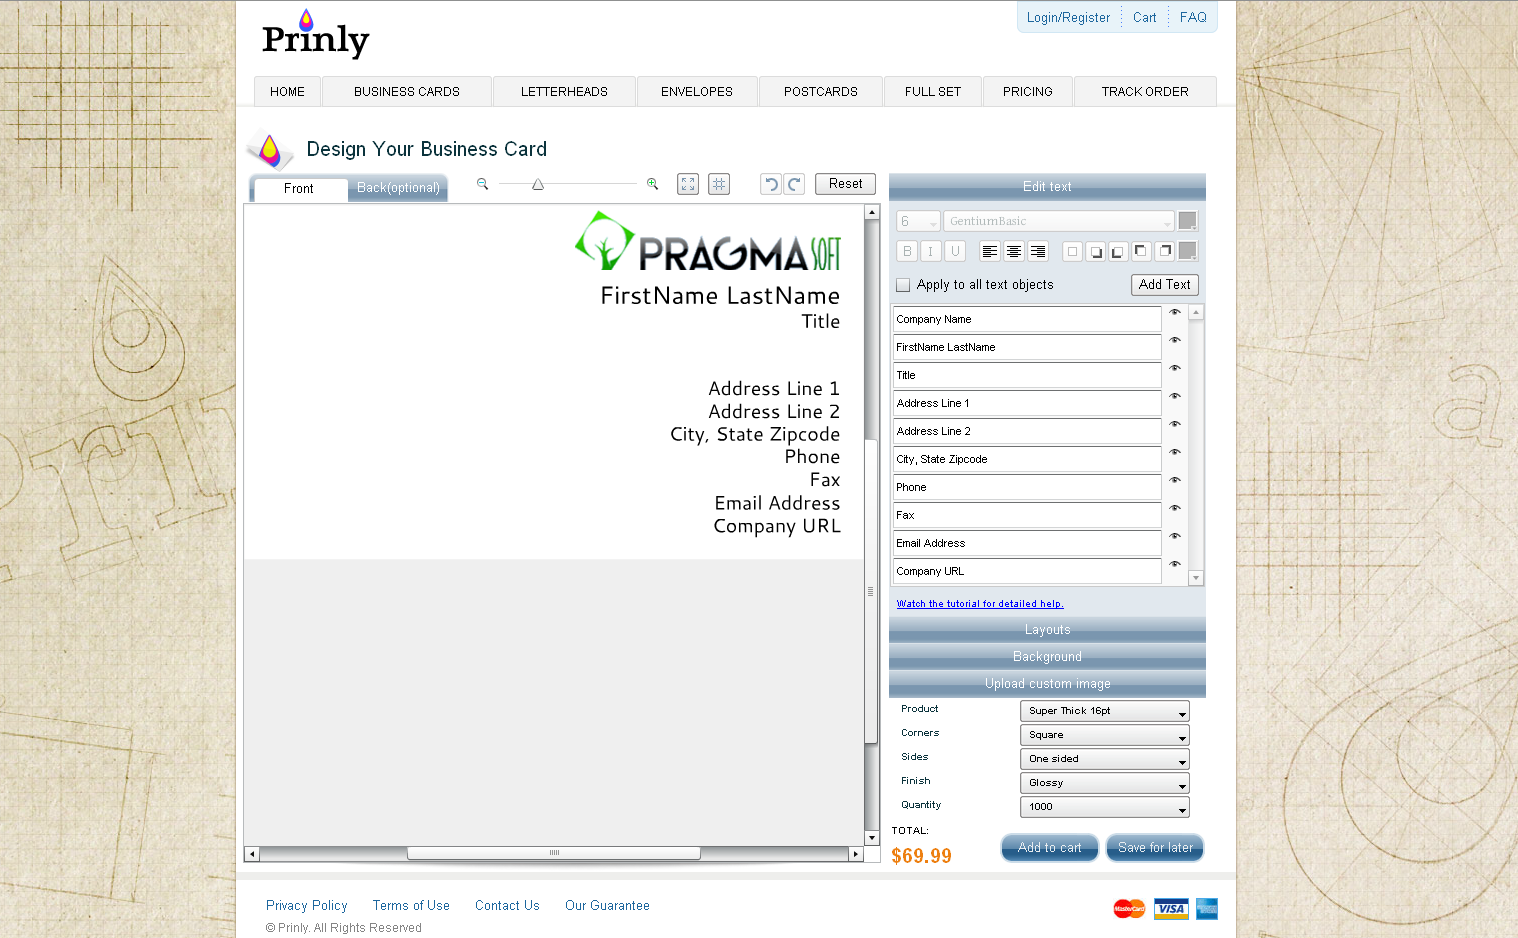 Prinly
Login/Register Cart FAQ
HOME BUSINESS CARDS LETTERHEADS ENVELOPES POSTCARDS FULL SET PRICING TRACK ORDER
Design Your Business Card
Front Back(optional) Reset
PRAGMA SOFT
FirstName LastName
Title
Address Line 1
Address Line 2
City, State Zipcode
Phone
Fax
Email Address
Company URL
Edit text
6 GentiumBasic
B I U
Apply to all text objects Add Text
Company Name
FirstName LastName
Title
Address Line 1
Address Line 2
City, State Zipcode
Phone
Fax
Email Address
Company URL
Watch the tutorial for detailed help.
Layouts
Background
Upload custom image
Product Super Thick 16pt
Corners Square
Sides One sided
Finish Glossy
Quantity 1000
TOTAL:
$69.99 Add to cart Save for later
Privacy Policy Terms of Use Contact Us Our Guarantee
MasterCard VISA
© Prinly. All Rights Reserved